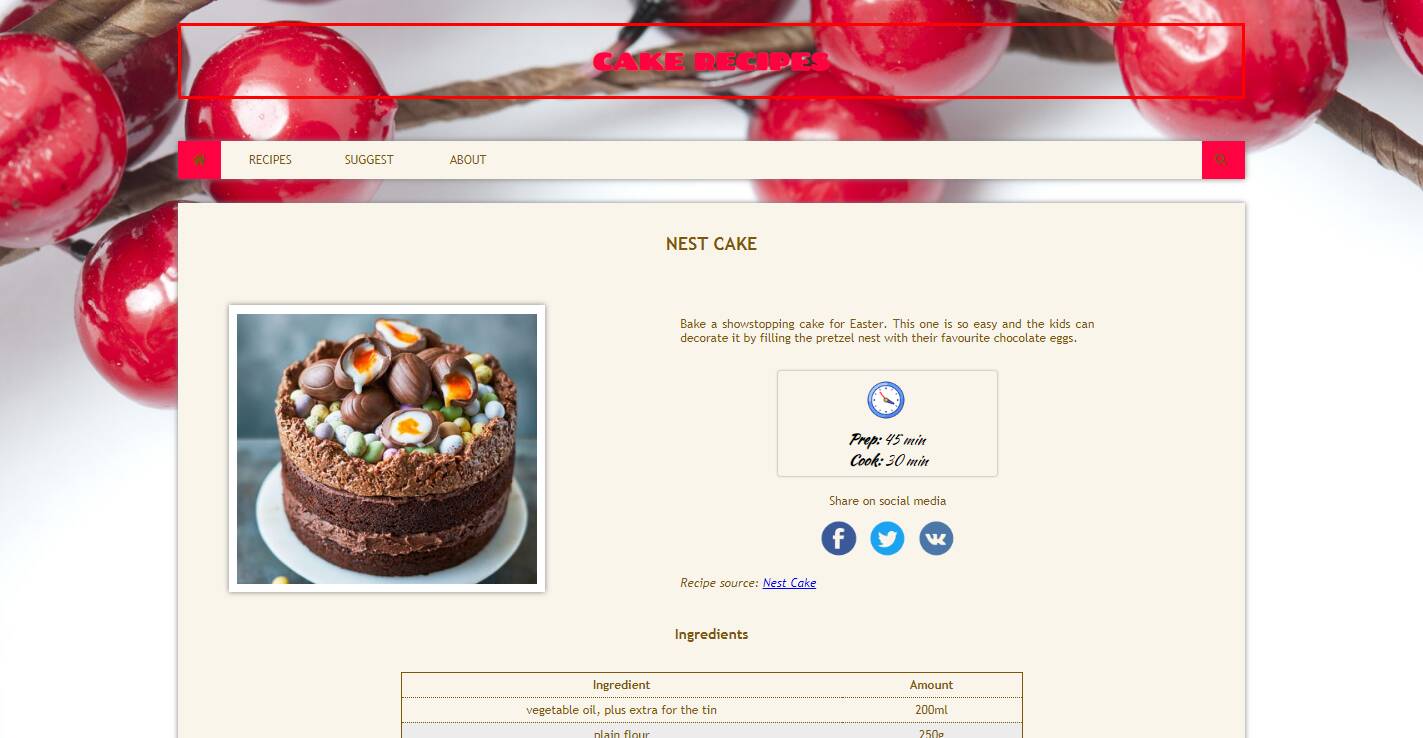 CAKE RECIPES
RECIPES SUGGEST ABOUT
NEST CAKE
Bake a showstopping cake for Easter. This one is so easy and the kids can
decorate it by filling the pretzel nest with their favourite chocolate eggs.
Prep: 45 min
Cook: 30 min
Share on social media
Recipe source: Nest Cake
Ingredients
Ingredient Amount
vegetable oil, plus extra for the tin 200ml
plain flour 250g